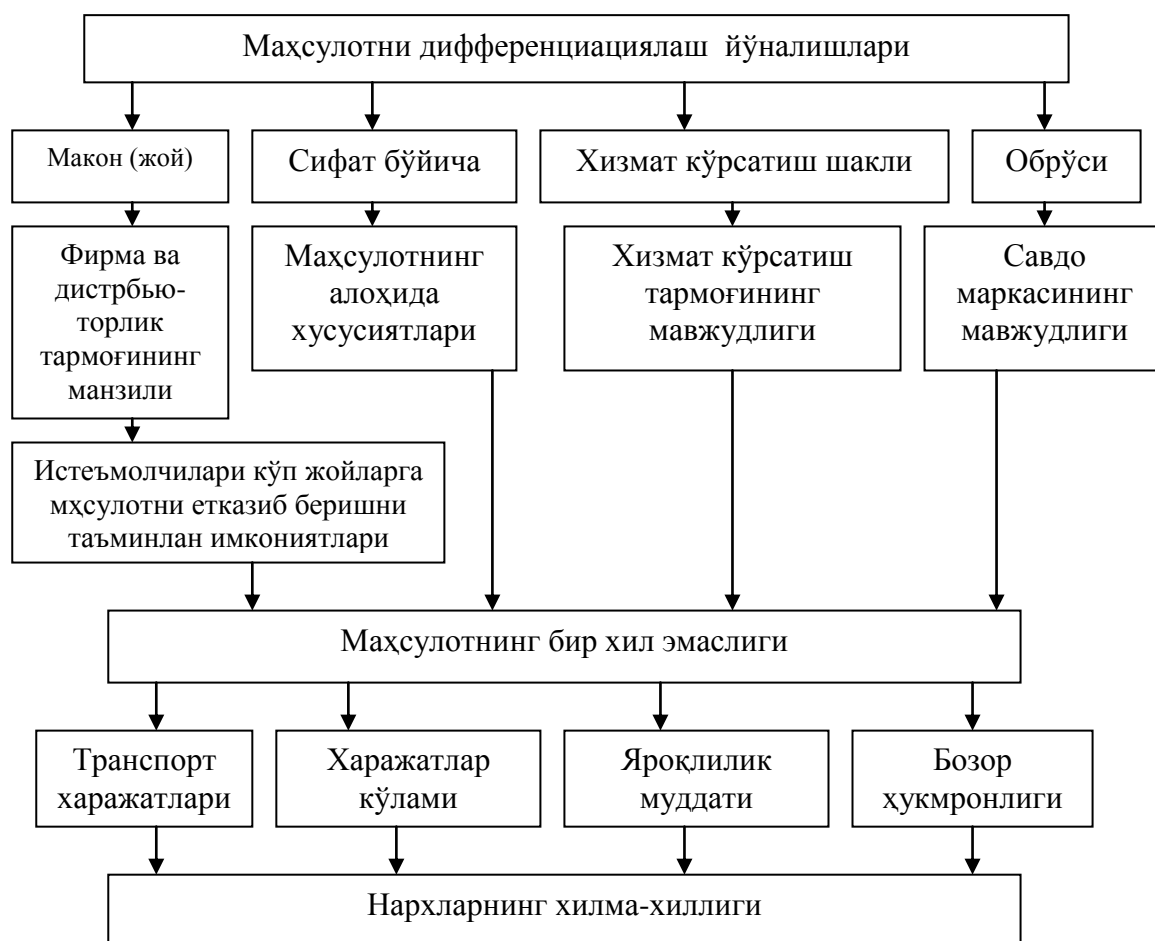 Маҳсулотни дифференциациялаш йўналишлари
Макон (жой)
Сифат бўйича
Хизмат кўрсатиш шакли
Обрўси
Фирма ва
дистрбью-
торлик
тармоғининг
манзили
Маҳсулотнинг
алоҳида
хусусиятлари
Хизмат кўрсатиш
тармоғининг
мавжудлиги
Савдо
маркасининг
мавжудлиги
Истеъмолчилари кўп жойларга
мҳсулотни етказиб беришни
таъминлан имкониятлари
Маҳсулотнинг бир хил эмаслиги
Транспорт
харажатлари
Харажатлар
кўлами
Яроқлилик
муддати
Бозор
ҳукмронлиги
Нархларнинг хилма-хиллиги